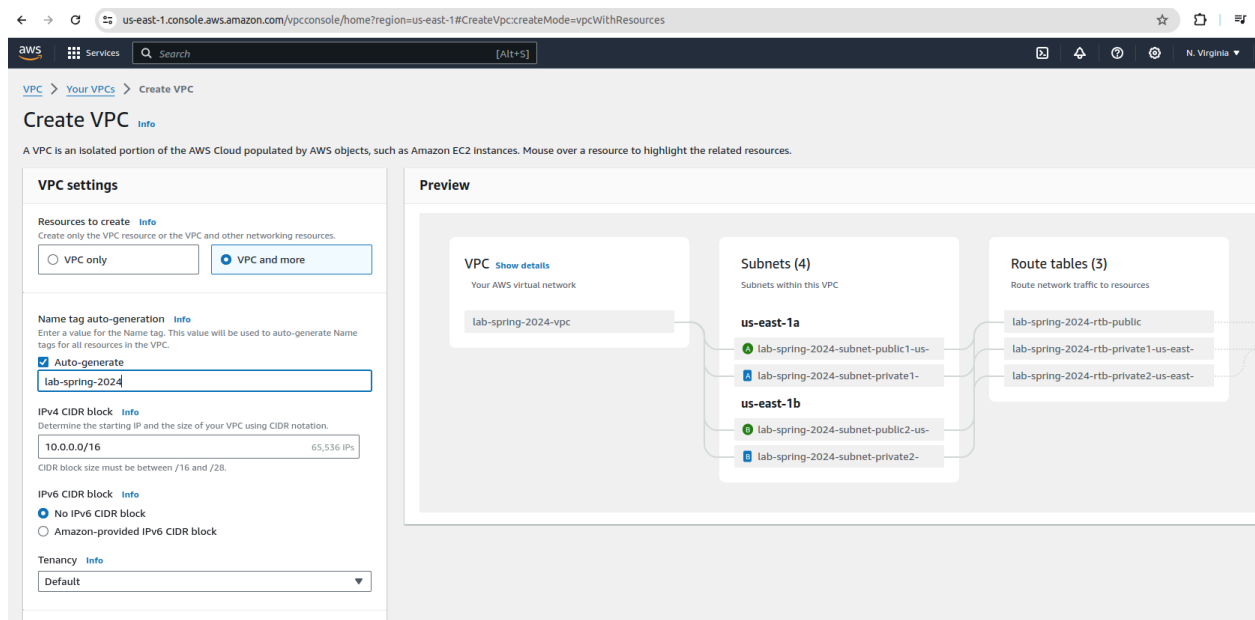 us-east-1.console.aws.amazon.com/vpcconsole/home?region=us-east-1#CreateVpc:createMode=vpcWithResources
aws Services Search [Alt+S] N. Virginia
VPC > Your VPCs > Create VPC
Create VPC Info
A VPC is an isolated portion of the AWS Cloud populated by AWS objects, such as Amazon EC2 instances. Mouse over a resource to highlight the related resources.
VPC settings
Resources to create Info
Create only the VPC resource or the VPC and other networking resources.
VPC only
VPC and more
Name tag auto-generation Info
Enter a value for the Name tag. This value will be used to auto-generate Name
tags for all resources in the VPC.
Auto-generate
lab-spring-2024
IPv4 CIDR block Info
Determine the starting IP and the size of your VPC using CIDR notation.
10.0.0.0/16 65,536 IPs
CIDR block size must be between /16 and /28.
IPv6 CIDR block Info
No IPv6 CIDR block
Amazon-provided IPv6 CIDR block
Tenancy Info
Default
Preview
VPC Show details
Your AWS virtual network
lab-spring-2024-vpc
Subnets (4)
Subnets within this VPC
us-east-1a
A lab-spring-2024-subnet-public1-us-
A lab-spring-2024-subnet-private1-
us-east-1b
B lab-spring-2024-subnet-public2-us-
B lab-spring-2024-subnet-private2-
Route tables (3)
Route network traffic to resources
lab-spring-2024-rtb-public
lab-spring-2024-rtb-private1-us-east-
lab-spring-2024-rtb-private2-us-east-